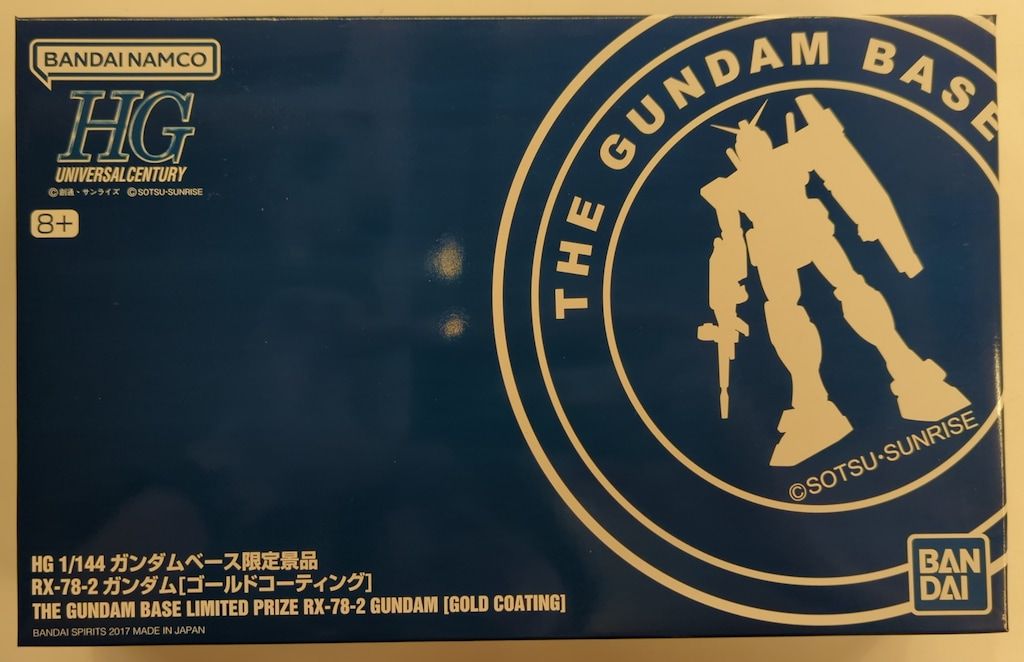 BANDAI NAMCO
HG
UNIVERSAL CENTURY
©創通・サンライズ ©SOTSU・SUNRISE
8+
THE GUNDAM BASE
©SOTSU・SUNRISE
HG 1/144 ガンダムベース限定景品
RX-78-2 ガンダム[ゴールドコーティング]
THE GUNDAM BASE LIMITED PRIZE RX-78-2 GUNDAM [GOLD COATING]
BANDAI SPIRITS 2017 MADE IN JAPAN
BAN
DAI